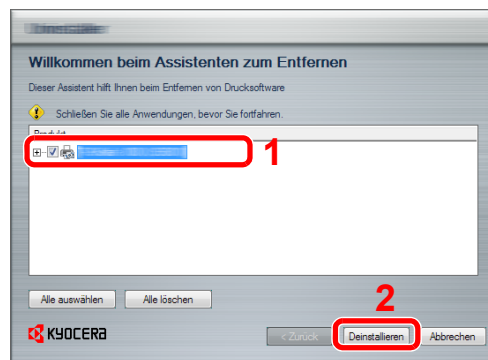 Willkommen beim Assistenten zum Entfernen
Dieser Assistent hilft Ihnen beim Entfernen von Drucksoftware
Schließen Sie alle Anwendungen, bevor Sie fortfahren.
Produkt
1
2
Alle auswählen
Alle löschen
KYOCERA
< Zurück
Deinstallieren
Abbrechen